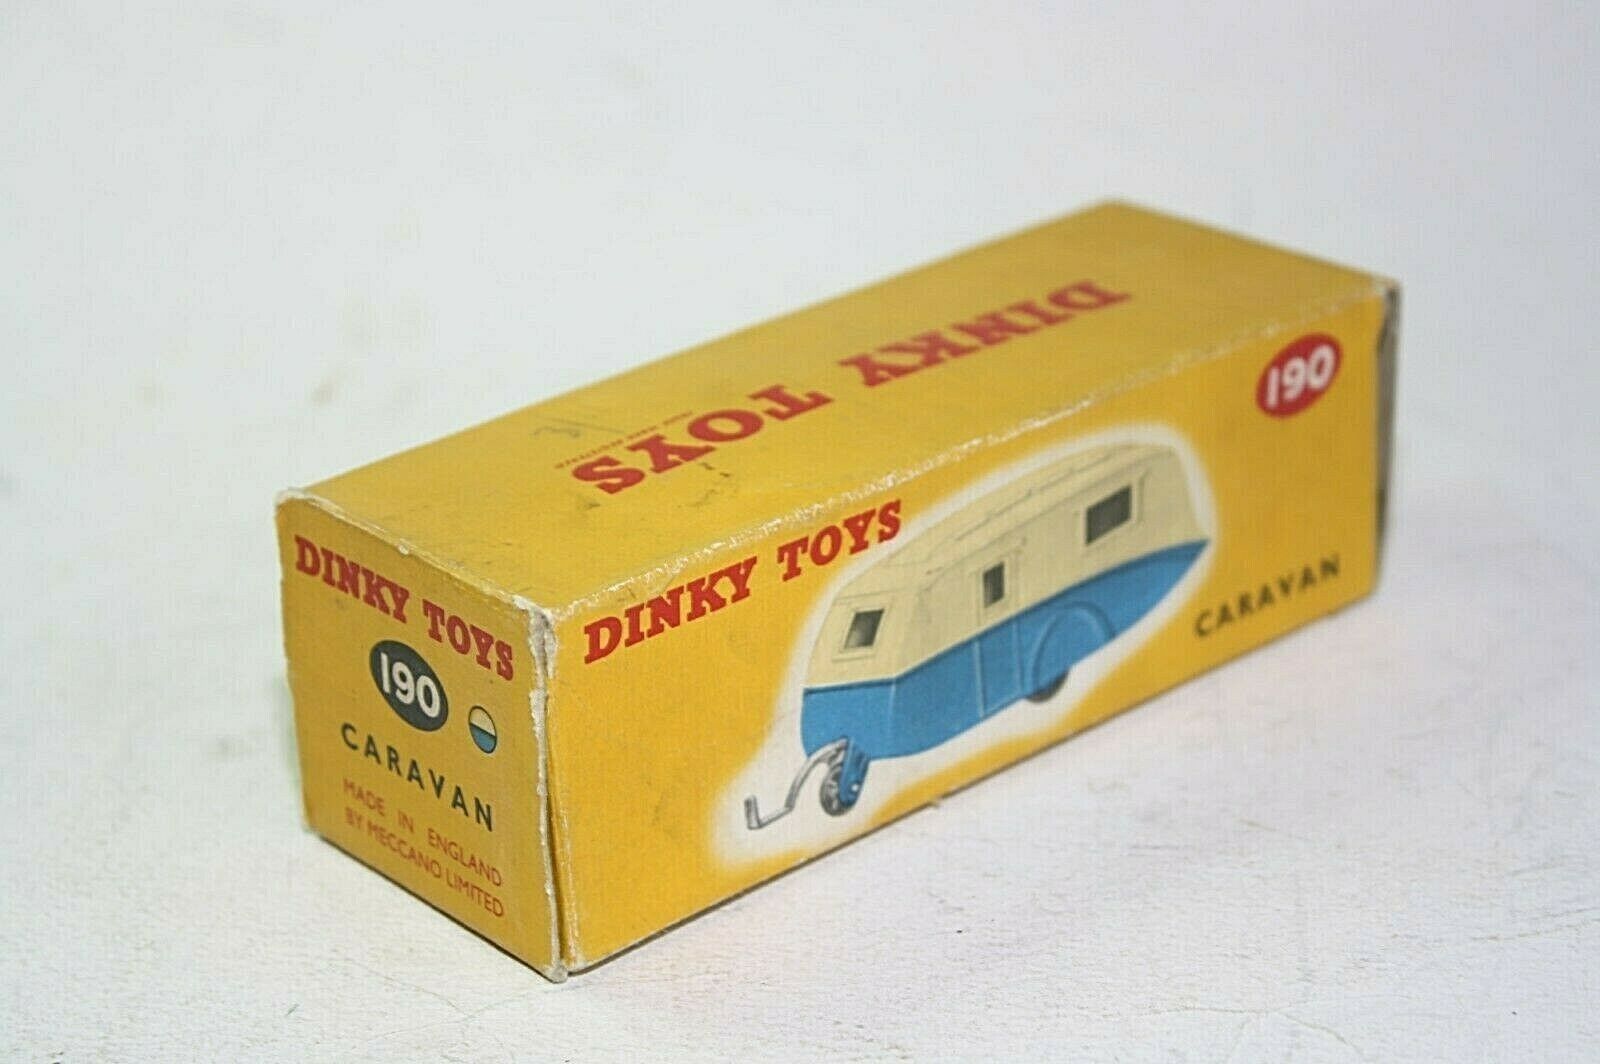 DINKY TOYS
DINKY TOYS
190
CARAVAN
DINKY TOYS
190
CARAVAN
MADE IN ENGLAND
BY MECCANO LIMITED